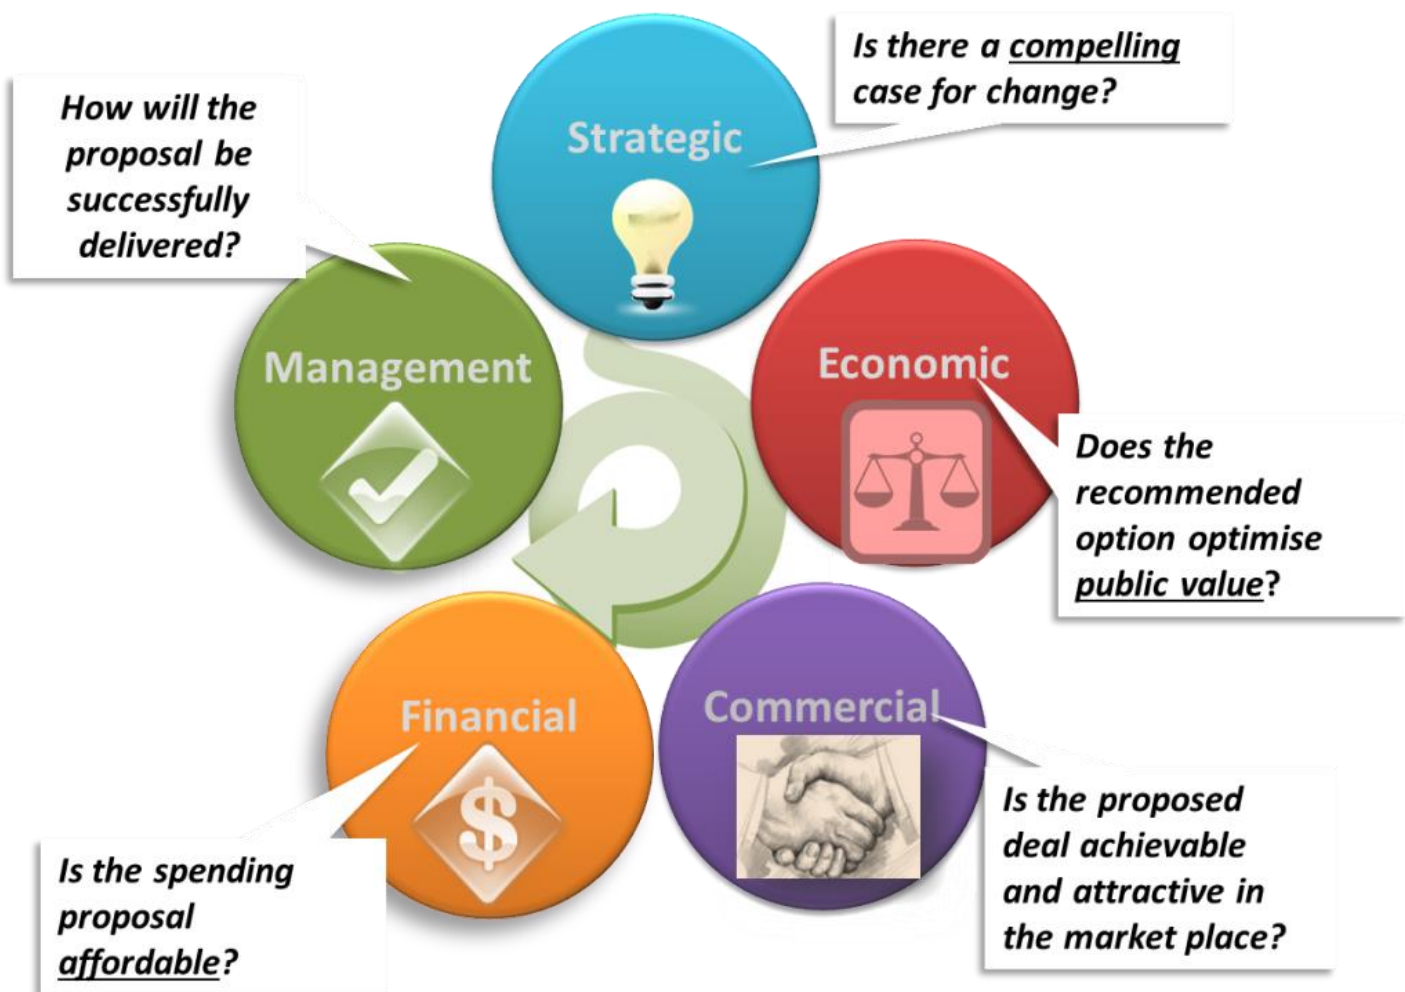 Strategic
Is there a compelling
case for change?
Economic
Does the
recommended
option optimise
public value?
Commercial
Is the proposed
deal achievable
and attractive in
the market place?
Financial
$
Is the spending
proposal
affordable?
Management
How will the
proposal be
successfully
delivered?